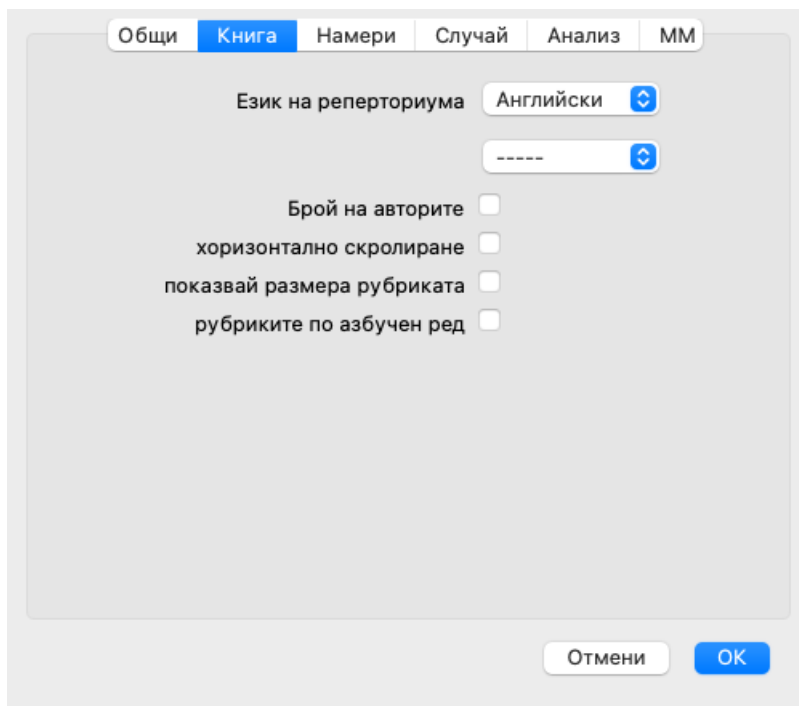 Общи Книга Намери Случай Анализ ММ
Език на реперториума Английски
-----
Брой на авторите
хоризонтално скролиране
показвай размера рубриката
рубриките по азбучен ред
Отмени OK